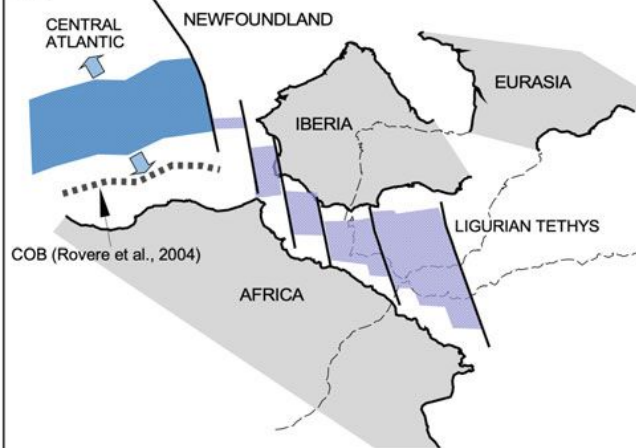 NEWFOUNDLAND
CENTRAL
ATLANTIC
EURASIA
IBERIA
LIGURIAN TETHYS
COB (Rovere et al., 2004)
AFRICA